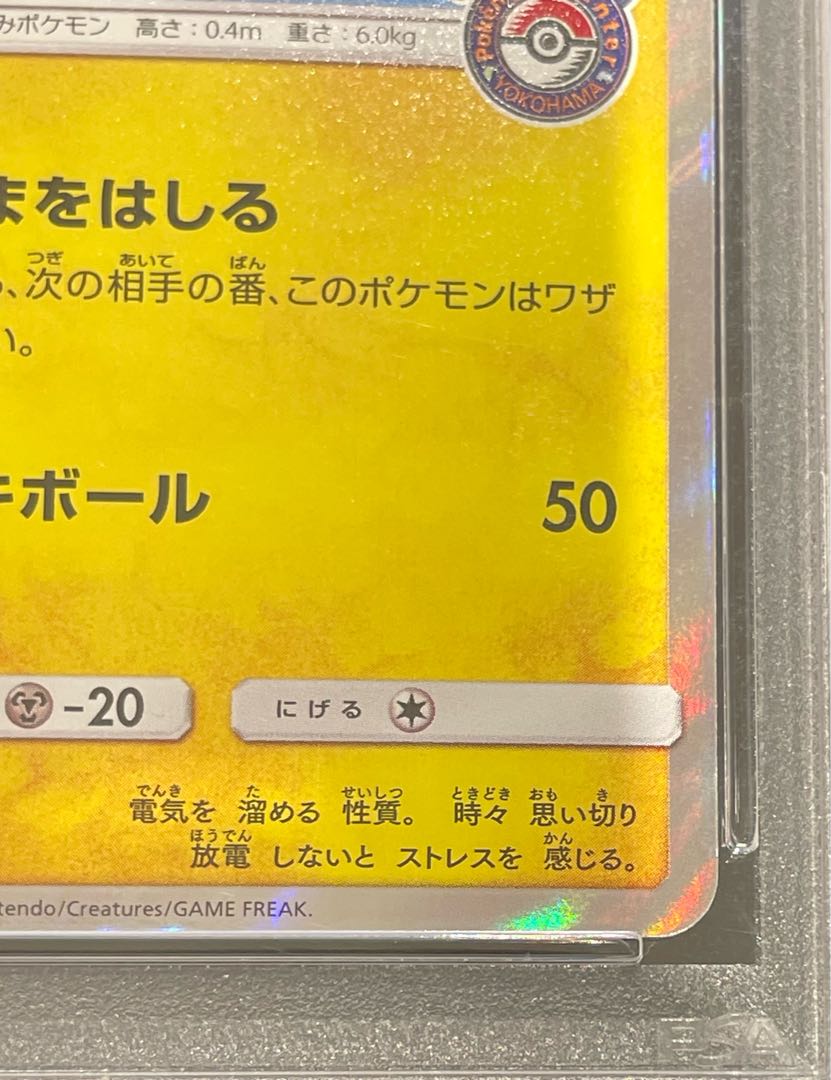 みポケモン 高さ:0.4m 重さ:6.0kg
Pokémon Center
YOKOHAMA
まをはしる
、次の相手の番、このポケモンはワザ
い。
キボール 50
-20 にげる
電気を 溜める 性質。 時々 思い切り
放電 しないと ストレスを 感じる。
tendo/Creatures/GAME FREAK.
ESA